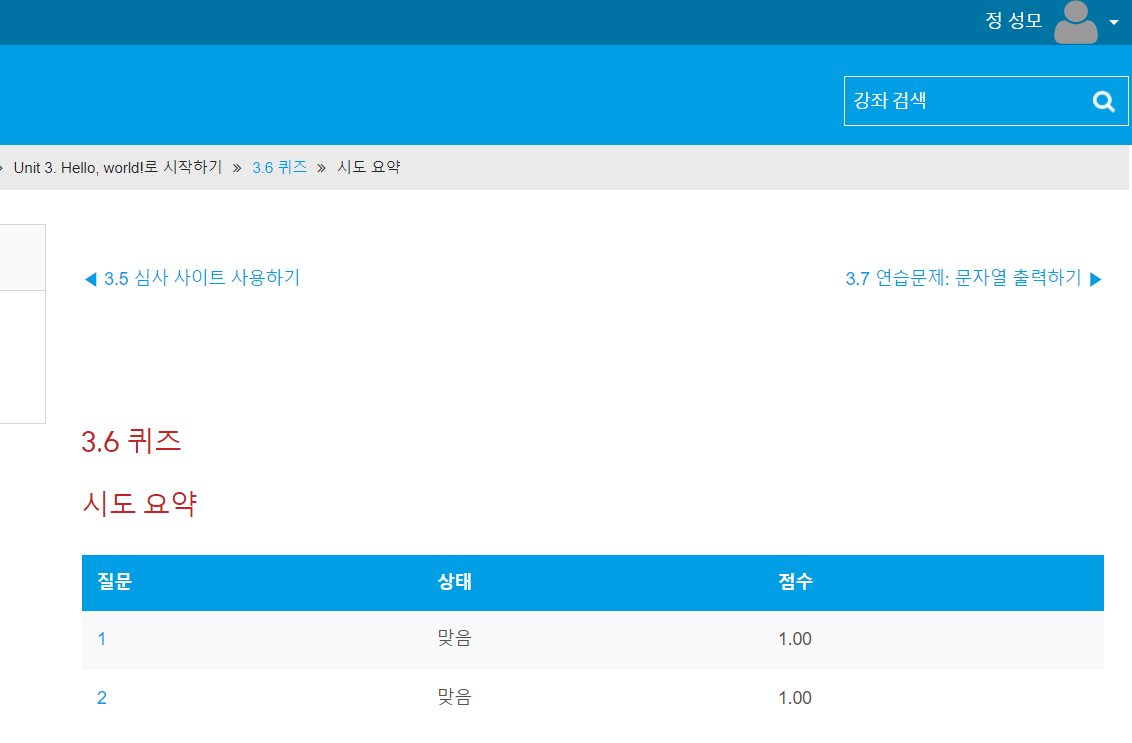 정 성모
강좌 검색
Unit 3. Hello, world!로 시작하기 » 3.6 퀴즈 » 시도 요약
◀ 3.5 심사 사이트 사용하기
3.7 연습문제: 문자열 출력하기 ▶
3.6 퀴즈
시도 요약
질문 상태 점수
1 맞음 1.00
2 맞음 1.00